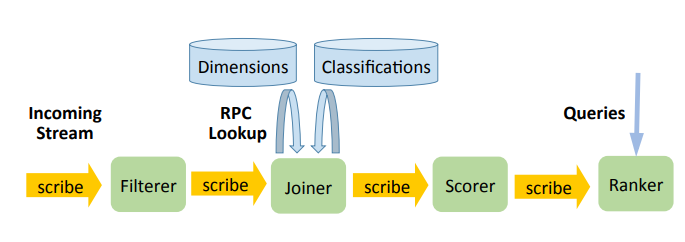 Dimensions
Classifications
Incoming
Stream
RPC
Lookup
Queries
scribe
Filterer
scribe
Joiner
scribe
Scorer
scribe
Ranker